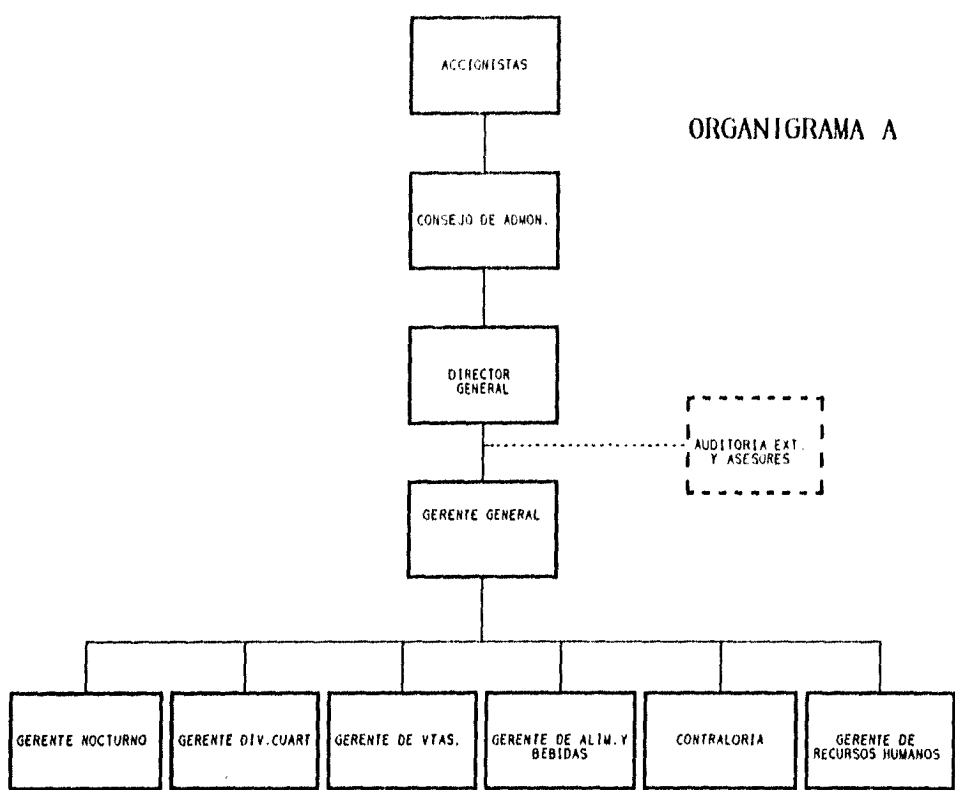 ACCIONISTAS
ORGANIGRAMA A
CONSEJO DE ADMON.
DIRECTOR
GENERAL
AUDITORIA EXT.
Y ASESORES
GERENTE GENERAL
GERENTE NOCTURNO
GERENTE DIV.CUART
GERENTE DE VTAS.
GERENTE DE ALIM.Y
BEBIDAS
CONTRALORIA
GERENTE DE
RECURSOS HUMANOS